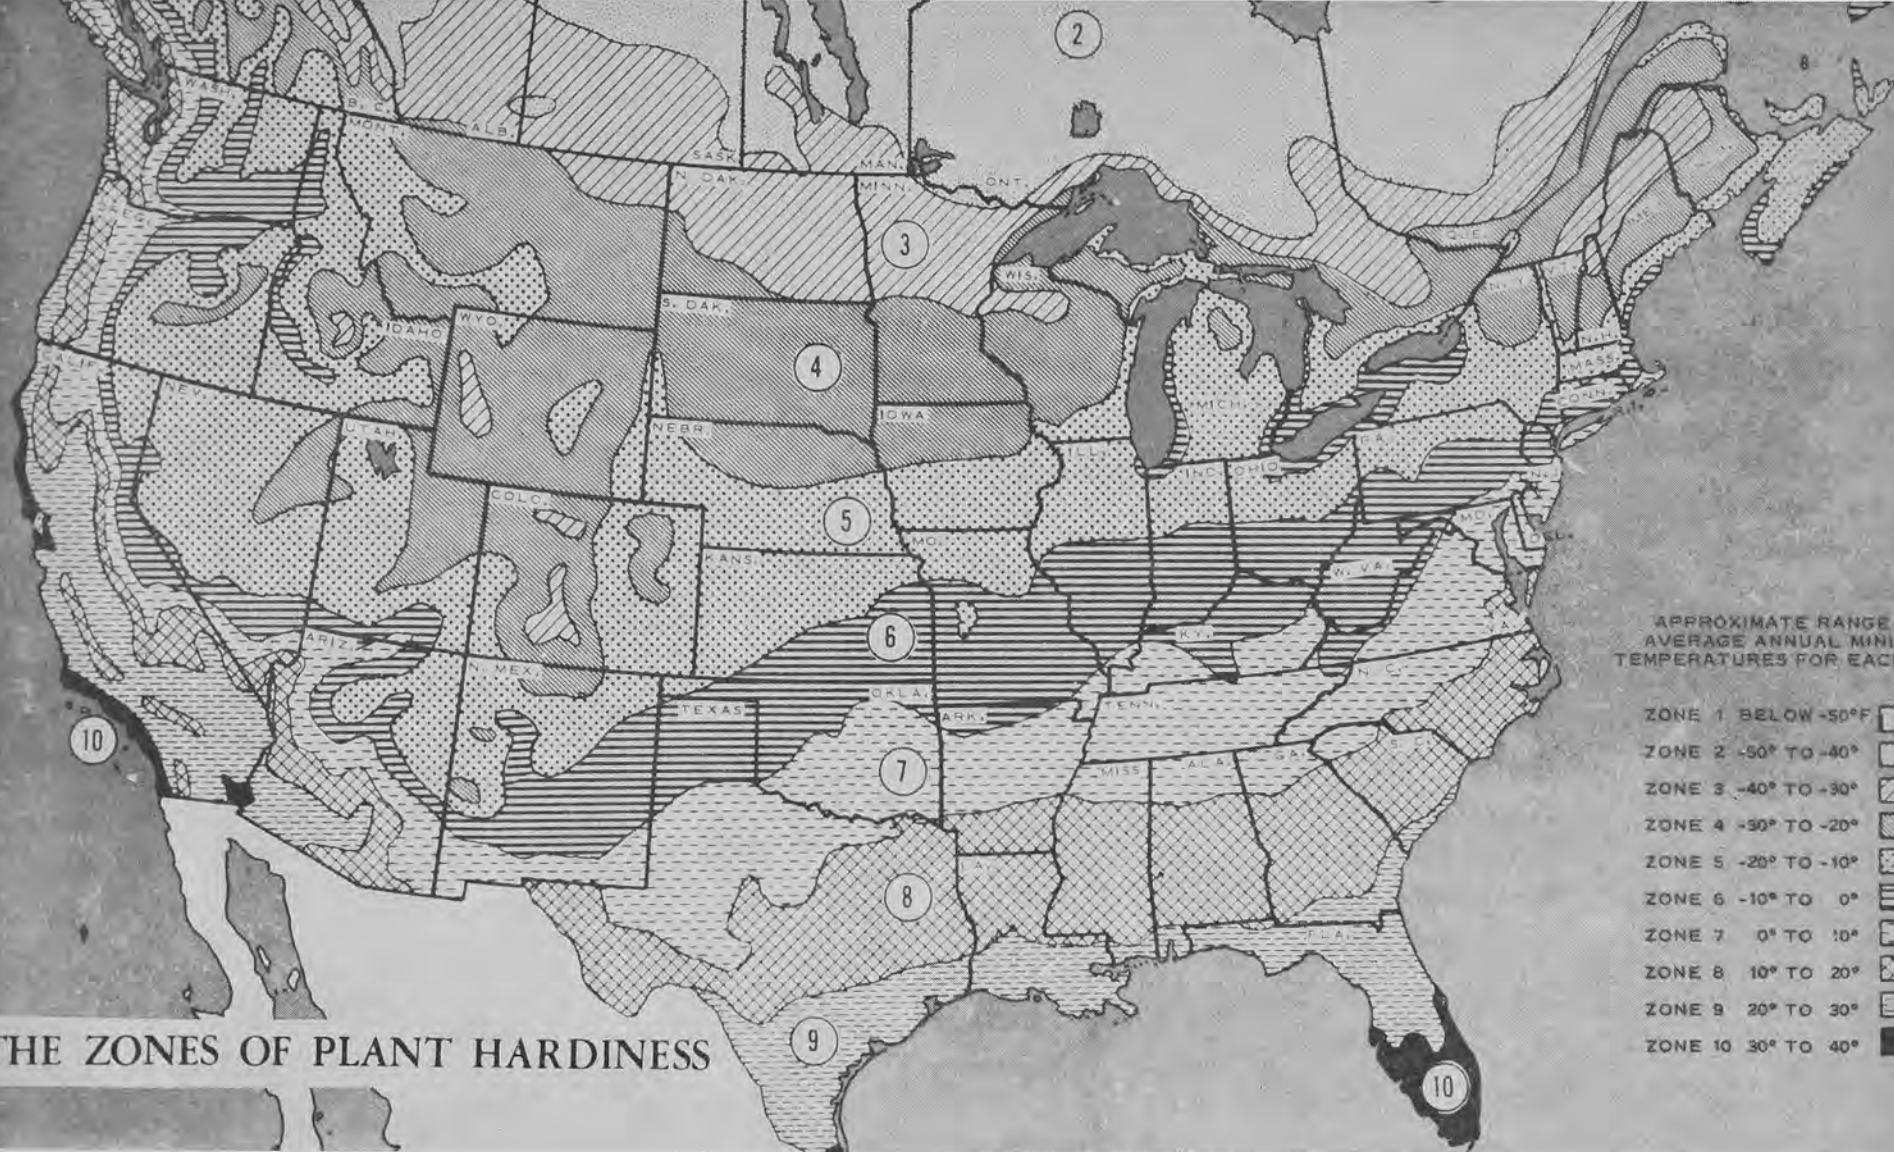 2
WASH.
B. C.
ALB.
SASK.
MAN.
ONT.
QUE.
MONT.
N. DAK.
MINN.
3
WIS.
ME.
S. DAK.
WYO.
IDAHO
4
N.H.
MASS.
CONN.
R.I.
CALIF.
NEV.
UTAH
NEBR.
IOWA
MICH.
ILL.
IND.
OHIO
PA.
N.J.
COLO.
5
MO.
MD.
DEL.
KANS.
W. VA.
6
KY.
VA.
ARIZ.
N. MEX.
OKLA.
TEXAS
ARK.
TENN.
N. C.
S. C.
10
7
MISS.
ALA.
GA.
8
LA.
FLA.
9
10
THE ZONES OF PLANT HARDINESS
APPROXIMATE RANGE
AVERAGE ANNUAL MINI
TEMPERATURES FOR EAC
ZONE 1 BELOW -50°F
ZONE 2 -50° TO -40°
ZONE 3 -40° TO -30°
ZONE 4 -30° TO -20°
ZONE 5 -20° TO -10°
ZONE 6 -10° TO 0°
ZONE 7 0° TO 10°
ZONE 8 10° TO 20°
ZONE 9 20° TO 30°
ZONE 10 30° TO 40°